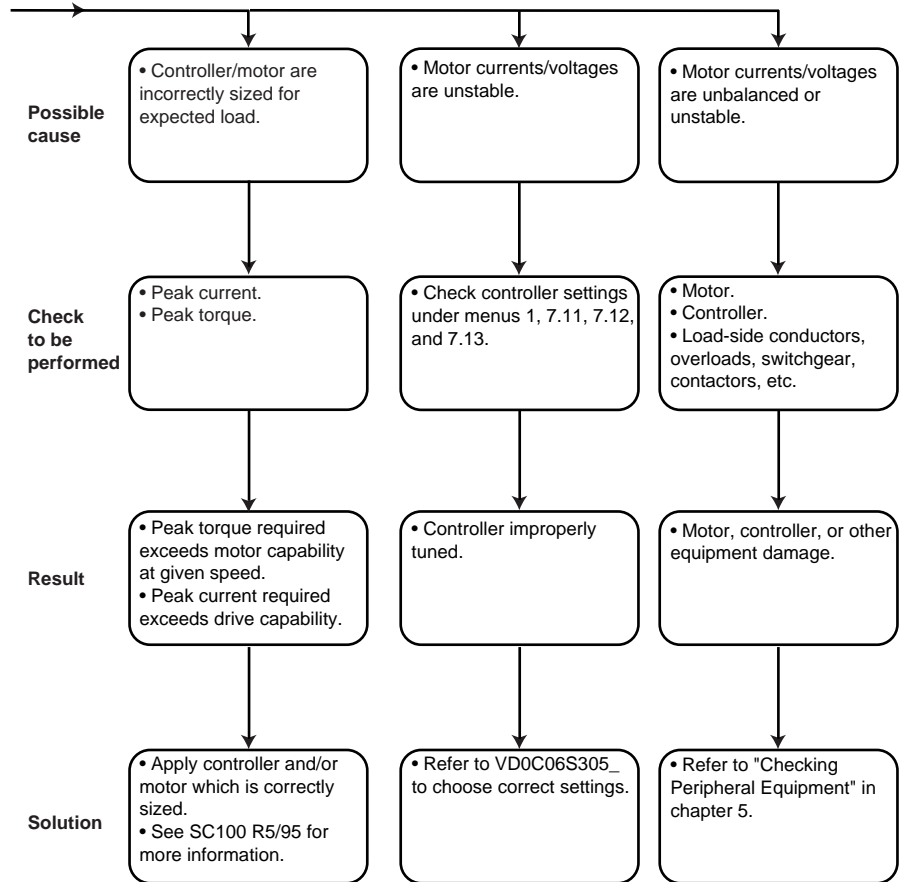 Possible
cause
• Controller/motor are
incorrectly sized for
expected load.
• Motor currents/voltages
are unstable.
• Motor currents/voltages
are unbalanced or
unstable.
Check
to be
performed
• Peak current.
• Peak torque.
• Check controller settings
under menus 1, 7.11, 7.12,
and 7.13.
• Motor.
• Controller.
• Load-side conductors,
overloads, switchgear,
contactors, etc.
Result
• Peak torque required
exceeds motor capability
at given speed.
• Peak current required
exceeds drive capability.
• Controller improperly
tuned.
• Motor, controller, or other
equipment damage.
Solution
• Apply controller and/or
motor which is correctly
sized.
• See SC100 R5/95 for
more information.
• Refer to VD0C06S305_
to choose correct settings.
• Refer to "Checking
Peripheral Equipment" in
chapter 5.